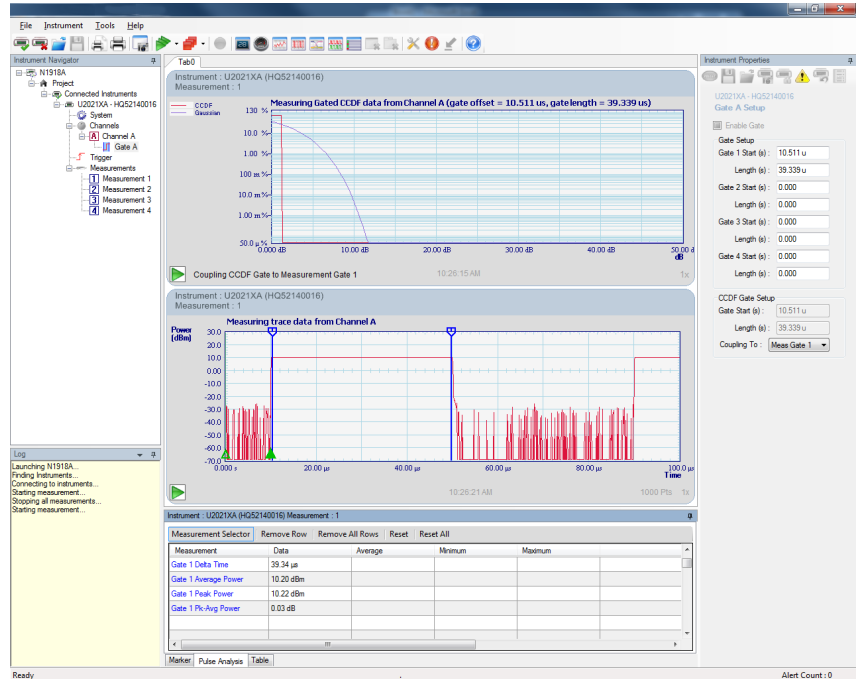 File Instrument Tools Help
Instrument Navigator
N1918A
Project
Connected Instruments
U2021XA - HQ52140016
System
Channels
A Channel A
Gate A
Trigger
Measurements
1 Measurement 1
2 Measurement 2
3 Measurement 3
4 Measurement 4
Log
Launching N1918A...
Finding Instruments...
Connecting to instruments...
Starting measurement...
Stopping all measurements...
Starting measurement...
Tab0
Instrument : U2021XA (HQ52140016)
Measurement : 1
CCDF
Gaussian
Measuring Gated CCDF data from Channel A (gate offset = 10.511 us, gate length = 39.339 us)
130 %
10.0 %
1.00 %
100 m%
10.0 m%
1.00 m%
50.0 µ%
0.000 dB 10.00 dB 20.00 dB 30.00 dB 40.00 dB 50.00 d
dB
Coupling CCDF Gate to Measurement Gate 1 10:26:15 AM 1x
Instrument : U2021XA (HQ52140016)
Measurement : 1
Measuring trace data from Channel A
Power
(dBm)
30.0
20.0
10.0
0.00
-10.0
-20.0
-30.0
-40.0
-50.0
-60.0
-70.0
0.000 s 20.00 µs 40.00 µs 60.00 µs 80.00 µs 100.0 µs
Time
10:26:21 AM 1000 Pts 1x
Instrument : U2021XA (HQ52140016) Measurement : 1
Measurement Selector Remove Row Remove All Rows Reset Reset All
Measurement Data Average Minimum Maximum
Gate 1 Delta Time 39.34 µs
Gate 1 Average Power 10.20 dBm
Gate 1 Peak Power 10.22 dBm
Gate 1 Pk-Avg Power 0.03 dB
Marker Pulse Analysis Table
Instrument Properties
U2021XA - HQ52140016
Gate A Setup
Enable Gate
Gate Setup
Gate 1 Start (s) : 10.511 u
Length (s) : 39.339 u
Gate 2 Start (s) : 0.000
Length (s) : 0.000
Gate 3 Start (s) : 0.000
Length (s) : 0.000
Gate 4 Start (s) : 0.000
Length (s) : 0.000
CCDF Gate Setup
Gate Start (s) : 10.511 u
Length (s) : 39.339 u
Coupling To : Meas Gate 1
Ready
Alert Count : 0